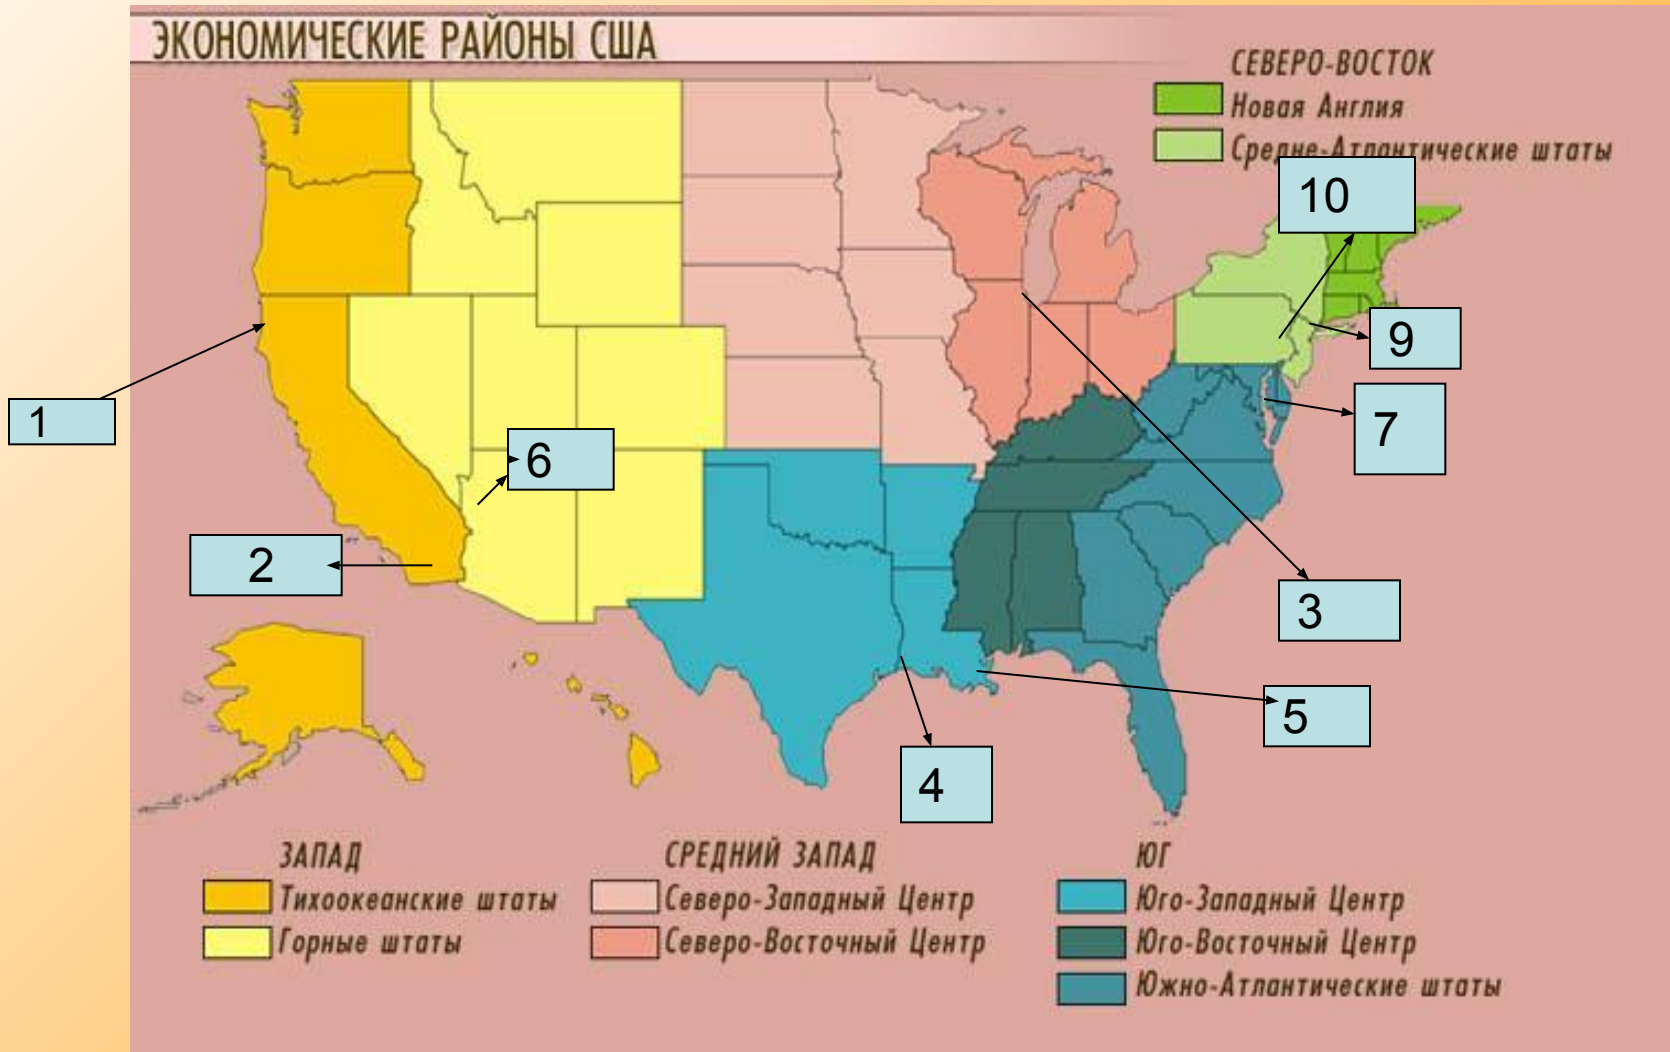 ЭКОНОМИЧЕСКИЕ РАЙОНЫ США
СЕВЕРО-ВОСТОК
Новая Англия
Средне-Атлантические штаты
10
9
1
7
6
2
3
5
4
ЗАПАД
Тихоокеанские штаты
Горные штаты
СРЕДНИЙ ЗАПАД
Северо-Западный Центр
Северо-Восточный Центр
ЮГ
Юго-Западный Центр
Юго-Восточный Центр
Южно-Атлантические штаты